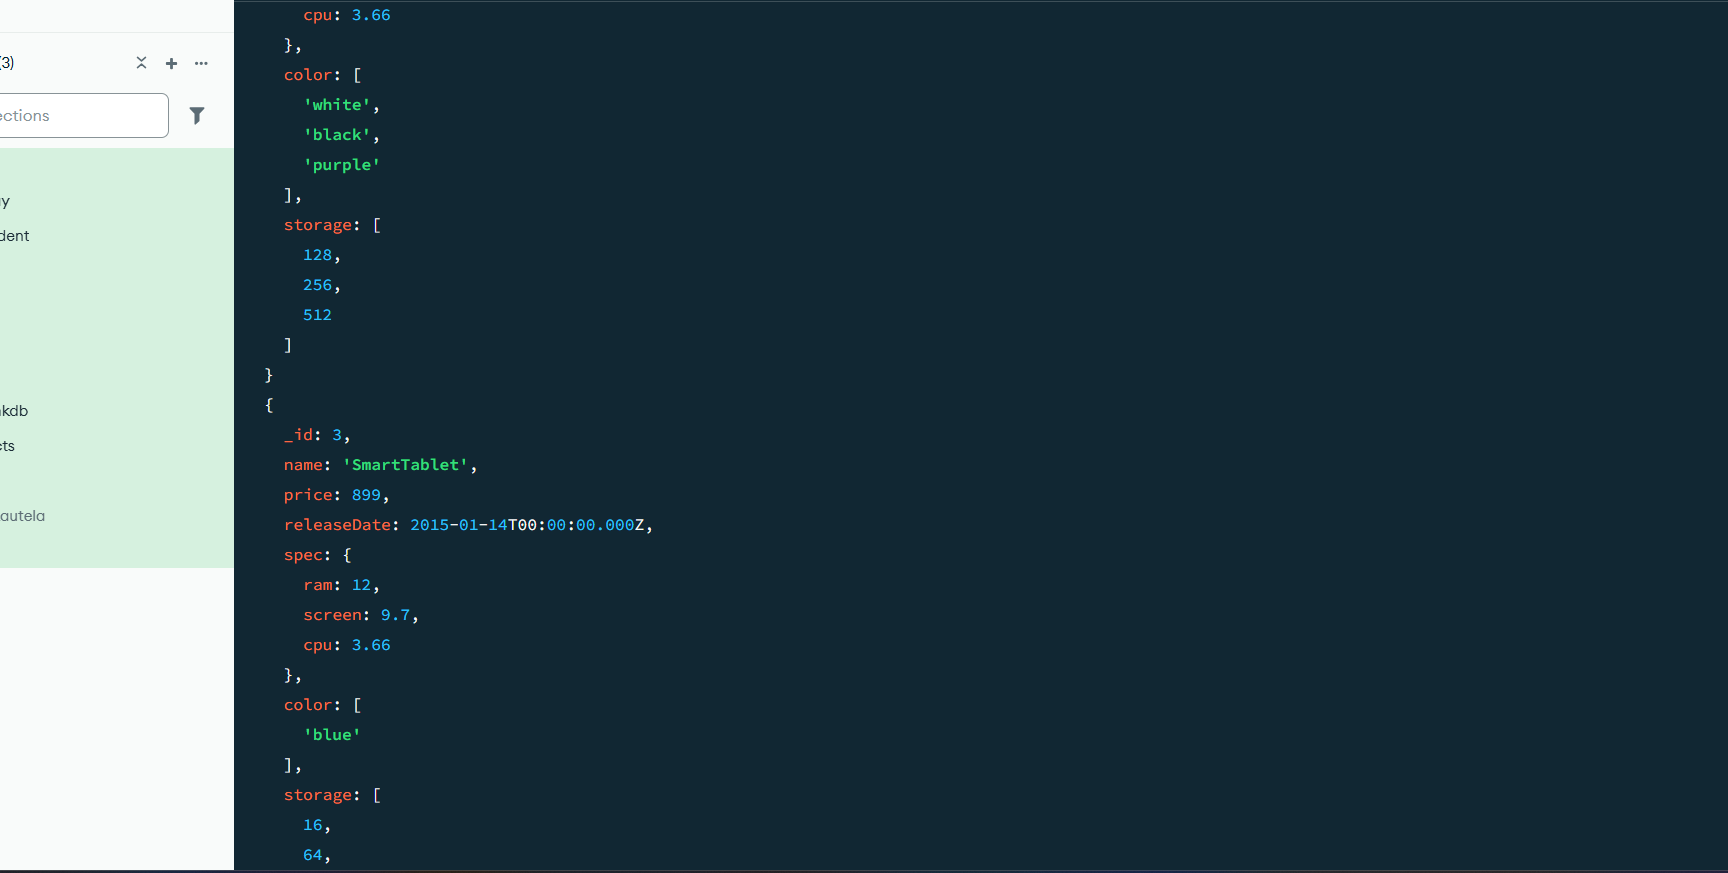 (3)
ections
y
dent
kdb
cts
autela
cpu: 3.66
},
color: [
'white',
'black',
'purple'
],
storage: [
128,
256,
512
]
}
{
_id: 3,
name: 'SmartTablet',
price: 899,
releaseDate: 2015-01-14T00:00:00.000Z,
spec: {
ram: 12,
screen: 9.7,
cpu: 3.66
},
color: [
'blue'
],
storage: [
16,
64,